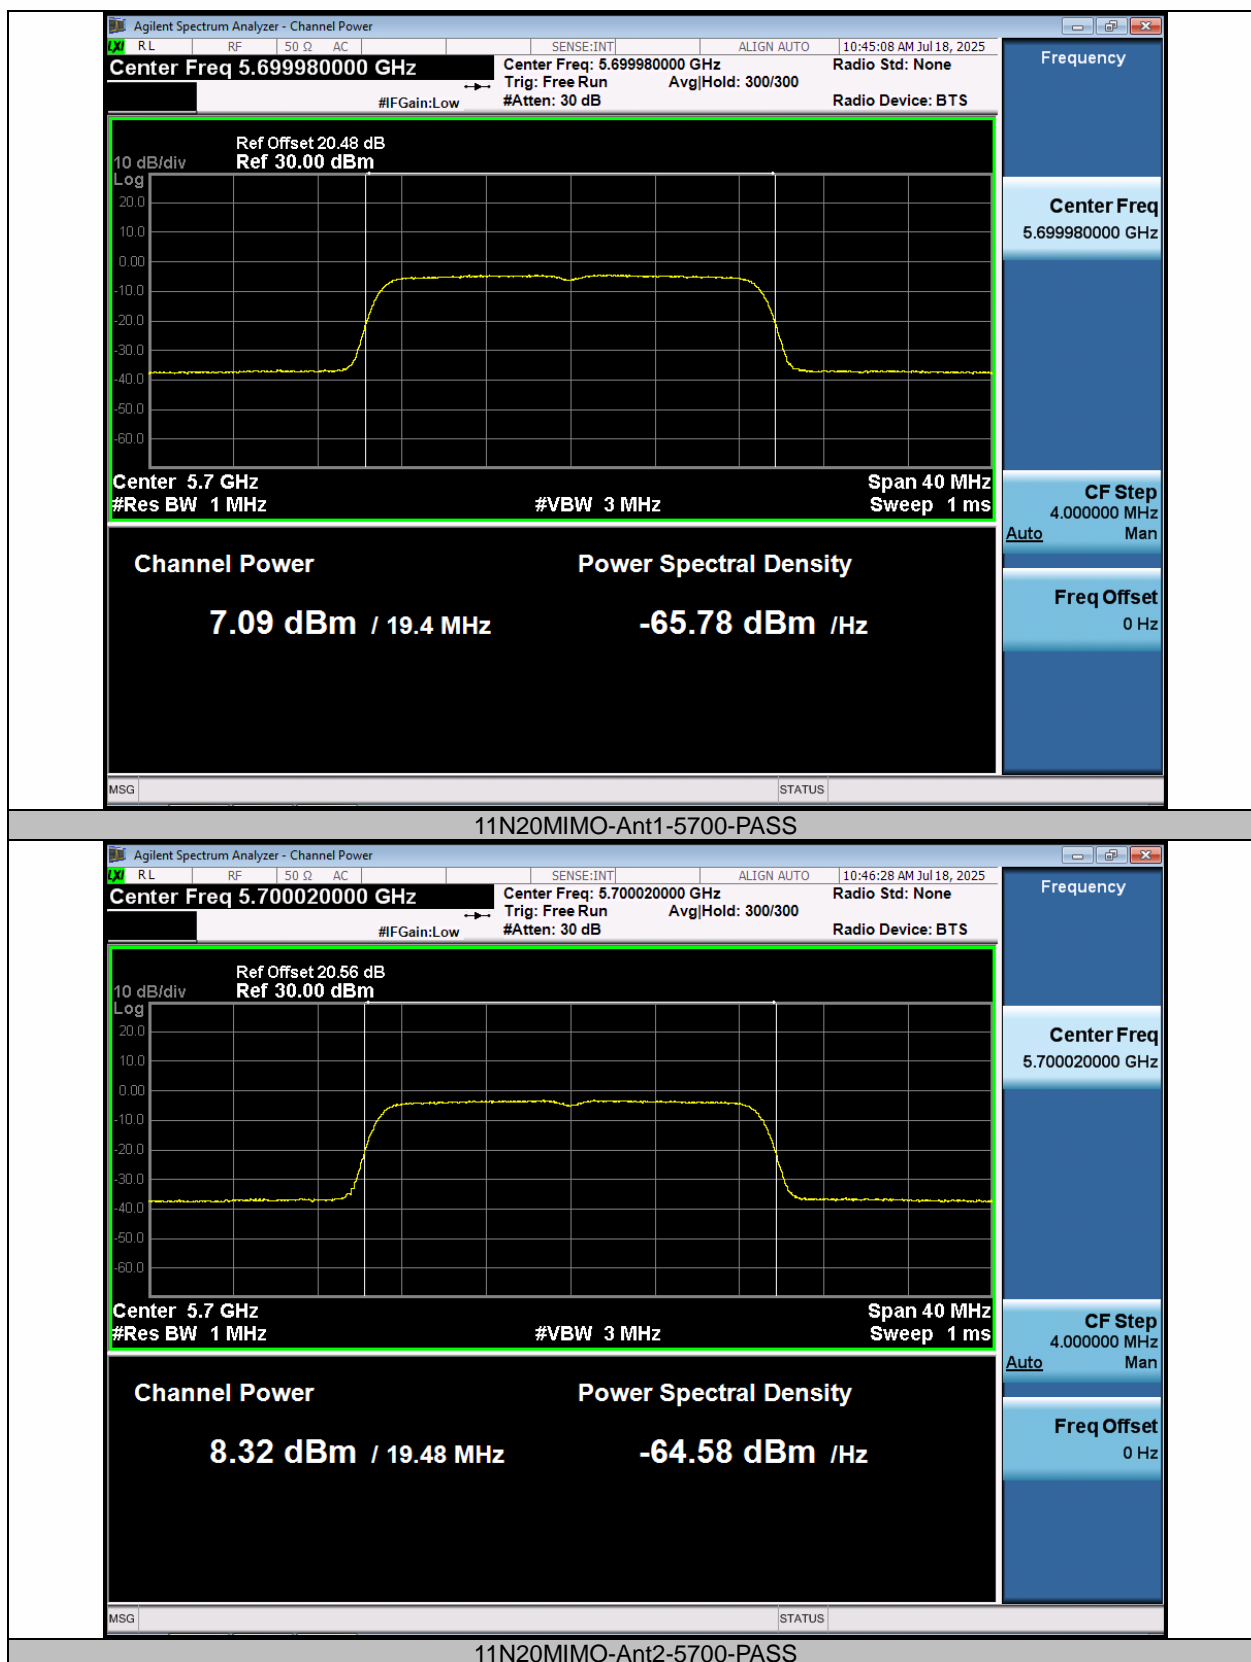 Agilent Spectrum Analyzer - Channel Power
LXI RL RF 50 Ω AC SENSE:INT ALIGN AUTO 10:45:08 AM Jul 18, 2025
Center Freq 5.699980000 GHz
Center Freq: 5.699980000 GHz Radio Std: None
Trig: Free Run Avg|Hold: 300/300
#IFGain:Low #Atten: 30 dB Radio Device: BTS
Frequency
Ref Offset 20.48 dB
10 dB/div Ref 30.00 dBm
Log
20.0
10.0
0.00
-10.0
-20.0
-30.0
-40.0
-50.0
-60.0
Center 5.7 GHz Span 40 MHz
#Res BW 1 MHz #VBW 3 MHz Sweep 1 ms
Center Freq
5.699980000 GHz
CF Step
4.000000 MHz
Auto Man
Freq Offset
0 Hz
Channel Power Power Spectral Density
7.09 dBm / 19.4 MHz -65.78 dBm /Hz
MSG STATUS
11N20MIMO-Ant1-5700-PASS
Agilent Spectrum Analyzer - Channel Power
LXI RL RF 50 Ω AC SENSE:INT ALIGN AUTO 10:46:28 AM Jul 18, 2025
Center Freq 5.700020000 GHz
Center Freq: 5.700020000 GHz Radio Std: None
Trig: Free Run Avg|Hold: 300/300
#IFGain:Low #Atten: 30 dB Radio Device: BTS
Frequency
Ref Offset 20.56 dB
10 dB/div Ref 30.00 dBm
Log
20.0
10.0
0.00
-10.0
-20.0
-30.0
-40.0
-50.0
-60.0
Center 5.7 GHz Span 40 MHz
#Res BW 1 MHz #VBW 3 MHz Sweep 1 ms
Center Freq
5.700020000 GHz
CF Step
4.000000 MHz
Auto Man
Freq Offset
0 Hz
Channel Power Power Spectral Density
8.32 dBm / 19.48 MHz -64.58 dBm /Hz
MSG STATUS
11N20MIMO-Ant2-5700-PASS